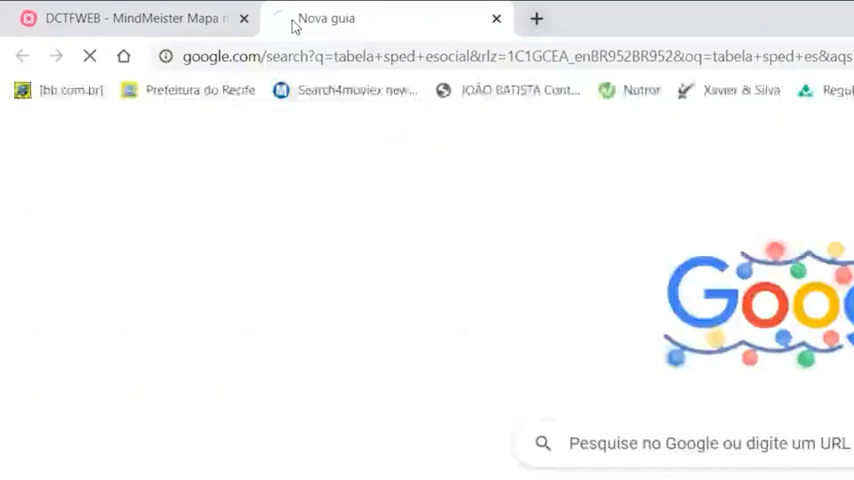 DCTFWEB - MindMeister Mapa m
Nova guia
google.com/search?q=tabela+sped+esocial&rlz=1C1GCEA_enBR952BR952&oq=tabela+sped+es&aqs
[bb.com.br] Prefeitura do Recife Search4moviex new... JOÃO BATISTA Cont... Nutror Xavier & Silva Regul
Goo
Pesquise no Google ou digite um URL